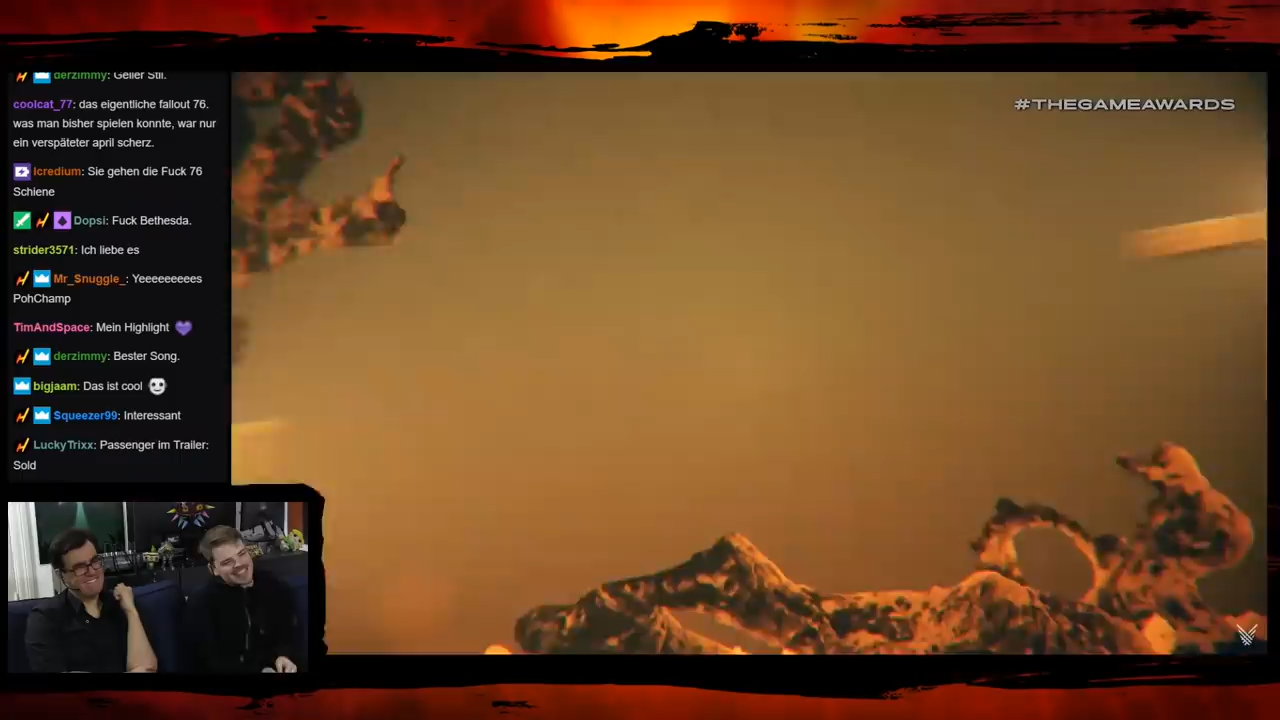 derzimmy: Geiler Stil.
#THEGAMEAWARDS
coolcat_77: das eigentliche fallout 76.
was man bisher spielen konnte, war nur
ein verspäteter april scherz.
Icredium: Sie gehen die Fuck 76
Schiene
Dopsi: Fuck Bethesda.
strider3571: Ich liebe es
Mr_Snuggle_: Yeeeeeeeees
PohChamp
TimAndSpace: Mein Highlight
derzimmy: Bester Song.
bigjaam: Das ist cool
Squeezer99: Interessant
LuckyTrixx: Passenger im Trailer:
Sold